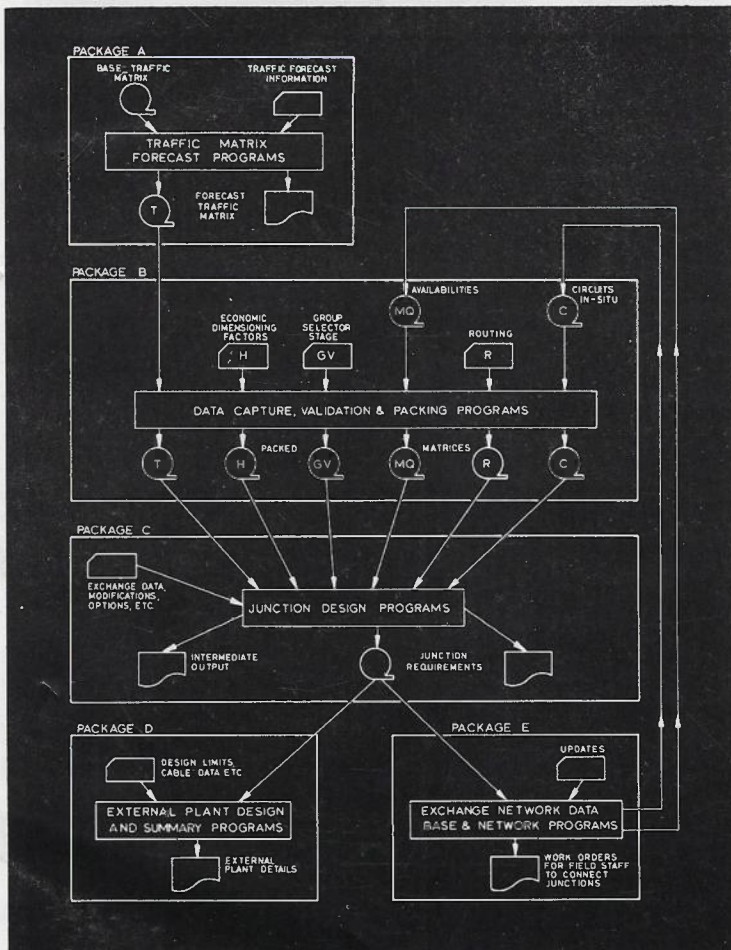 PACKAGE A
BASE-TRAFFIC
MATRIX
TRAFFIC FORECAST
INFORMATION
TRAFFIC MATRIX
FORECAST PROGRAMS
T
FORECAST
TRAFFIC
MATRIX
PACKAGE B
AVAILABILITIES
CIRCUITS
IN-SITU
MQ
C
ECONOMIC
DIMENSIONING
FACTORS
GROUP
SELECTOR
STAGE
ROUTING
H
GV
R
DATA CAPTURE, VALIDATION & PACKING PROGRAMS
PACKED
MATRICES
T
H
GV
MQ
R
C
PACKAGE C
EXCHANGE DATA,
MODIFICATIONS,
OPTIONS, ETC
JUNCTION DESIGN PROGRAMS
INTERMEDIATE
OUTPUT
JUNCTION
REQUIREMENTS
PACKAGE D
DESIGN LIMITS,
CABLE DATA ETC
EXTERNAL PLANT DESIGN
AND SUMMARY PROGRAMS
EXTERNAL
PLANT DETAILS
PACKAGE E
UPDATES
EXCHANGE NETWORK DATA
BASE & NETWORK PROGRAMS
WORK ORDERS
FOR FIELD STAFF
TO CONNECT
JUNCTIONS